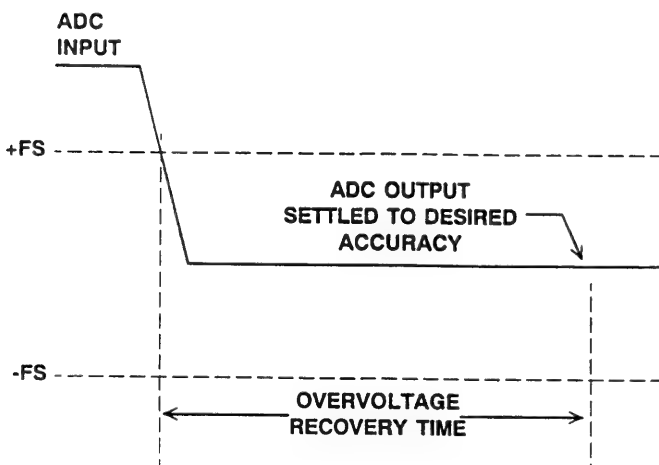 ADC
INPUT
+FS
ADC OUTPUT
SETTLED TO DESIRED
ACCURACY
-FS
OVERVOLTAGE
RECOVERY TIME